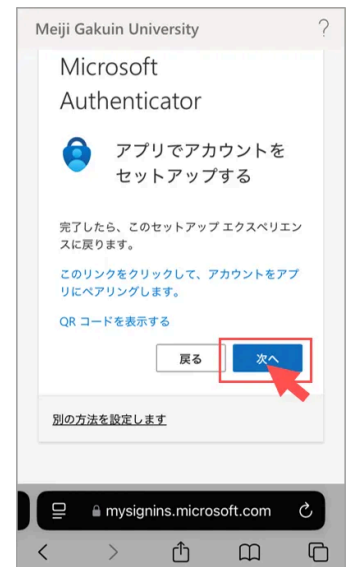 Meiji Gakuin University ?
Microsoft
Authenticator
アプリでアカウントを
セットアップする
完了したら、このセットアップ エクスペリエン
スに戻ります。
このリンクをクリックして、アカウントをアプ
リにペアリングします。
QR コードを表示する
戻る 次へ
別の方法を設定します
mysignins.microsoft.com